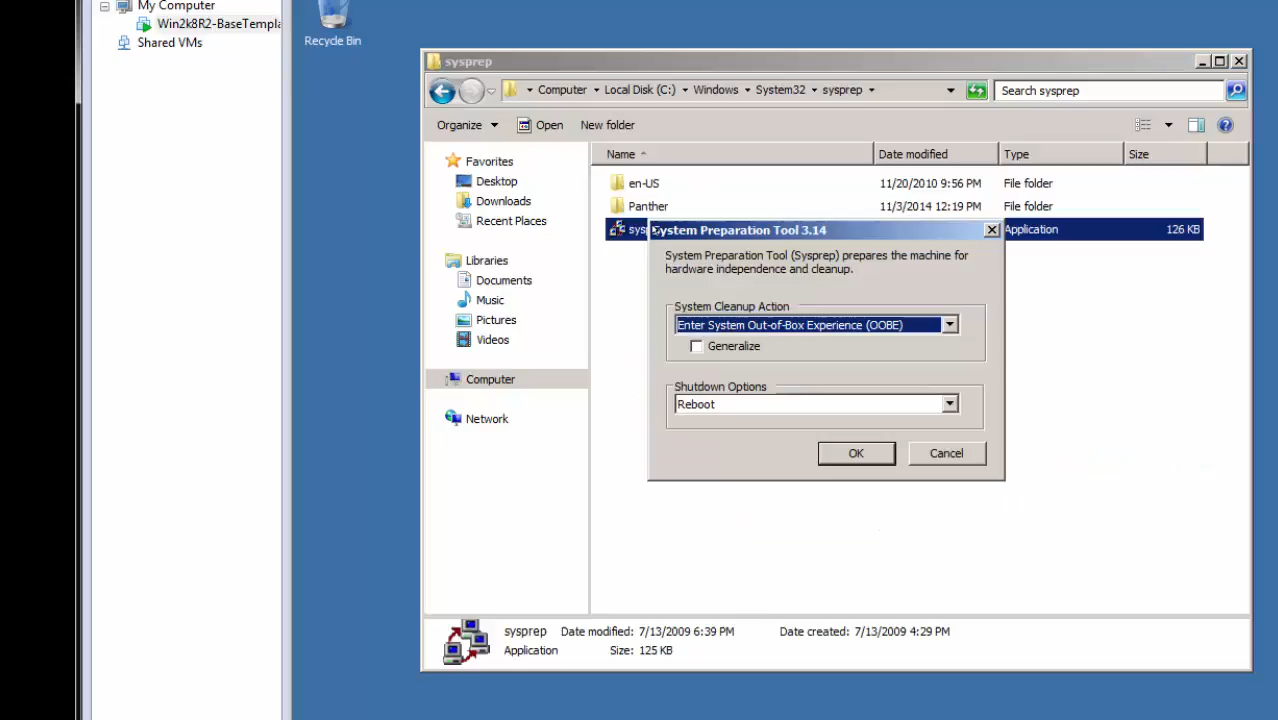 My Computer
Win2k8R2-BaseTempla
Shared VMs
Recycle Bin
sysprep
Computer Local Disk (C:) Windows System32 sysprep
Search sysprep
Organize Open New folder
Name Date modified Type Size
Favorites
Desktop
Downloads
Recent Places
Libraries
Documents
Music
Pictures
Videos
Computer
Network
en-US 11/20/2010 9:56 PM File folder
Panther 11/3/2014 12:19 PM File folder
sysp Application 126 KB
System Preparation Tool 3.14
System Preparation Tool (Sysprep) prepares the machine for
hardware independence and cleanup.
System Cleanup Action
Enter System Out-of-Box Experience (OOBE)
Generalize
Shutdown Options
Reboot
OK Cancel
sysprep Date modified: 7/13/2009 6:39 PM Date created: 7/13/2009 4:29 PM
Application Size: 125 KB